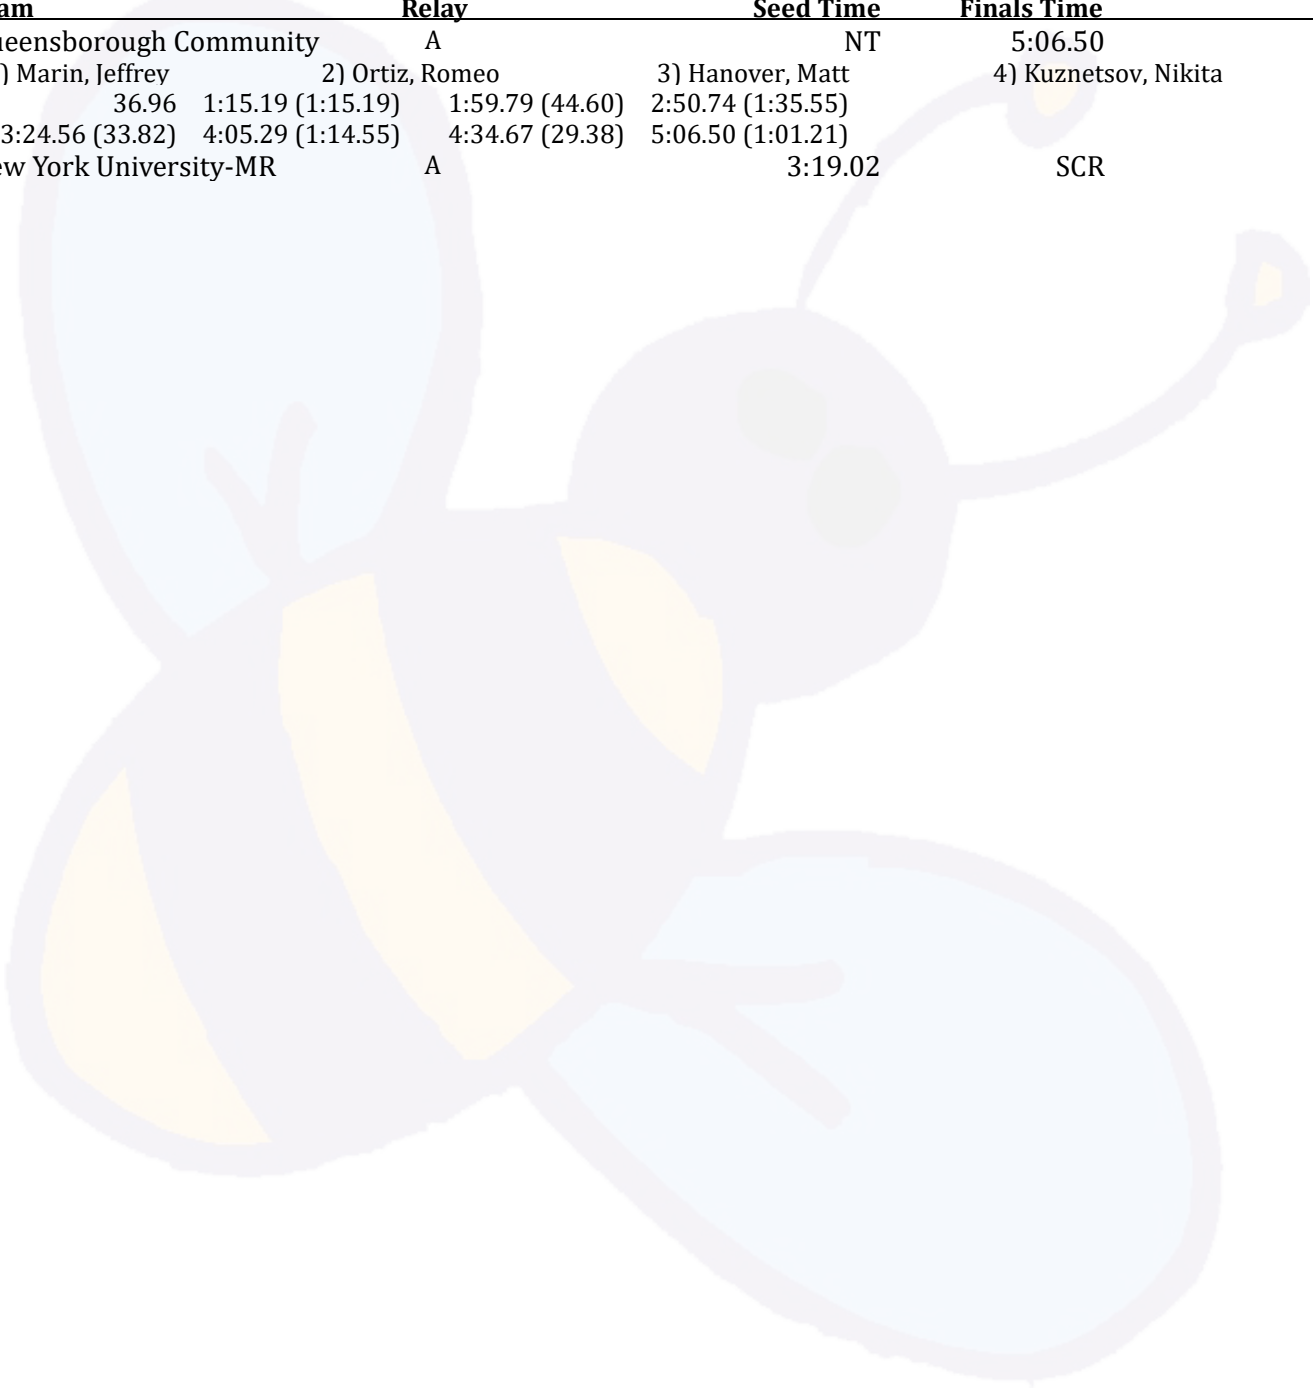 am Relay Seed Time Finals Time
ueensborough Community A NT 5:06.50
) Marin, Jeffrey 2) Ortiz, Romeo 3) Hanover, Matt 4) Kuznetsov, Nikita
36.96 1:15.19 (1:15.19) 1:59.79 (44.60) 2:50.74 (1:35.55)
3:24.56 (33.82) 4:05.29 (1:14.55) 4:34.67 (29.38) 5:06.50 (1:01.21)
ew York University-MR A 3:19.02 SCR